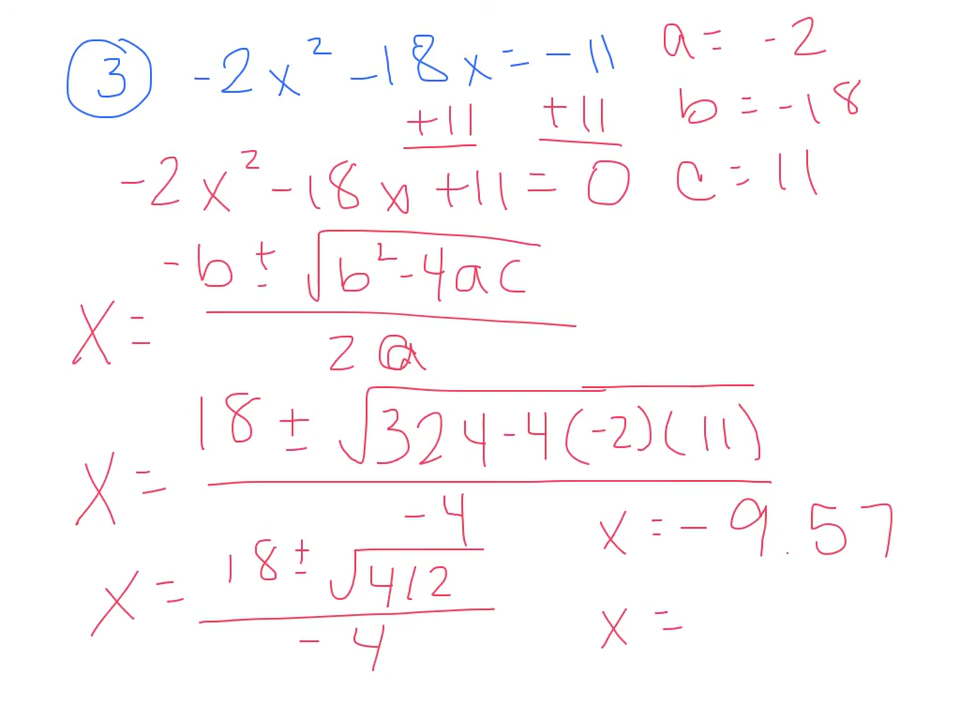 3 -2x² -18x = -11 a = -2
+11 +11 b = -18
-2x² -18x +11 = 0 c = 11
x = (-b ± √(b² - 4ac)) / 2a
x = (18 ± √(324 - 4(-2)(11))) / -4
x = (18 ± √412) / -4
x = -9.57
x =